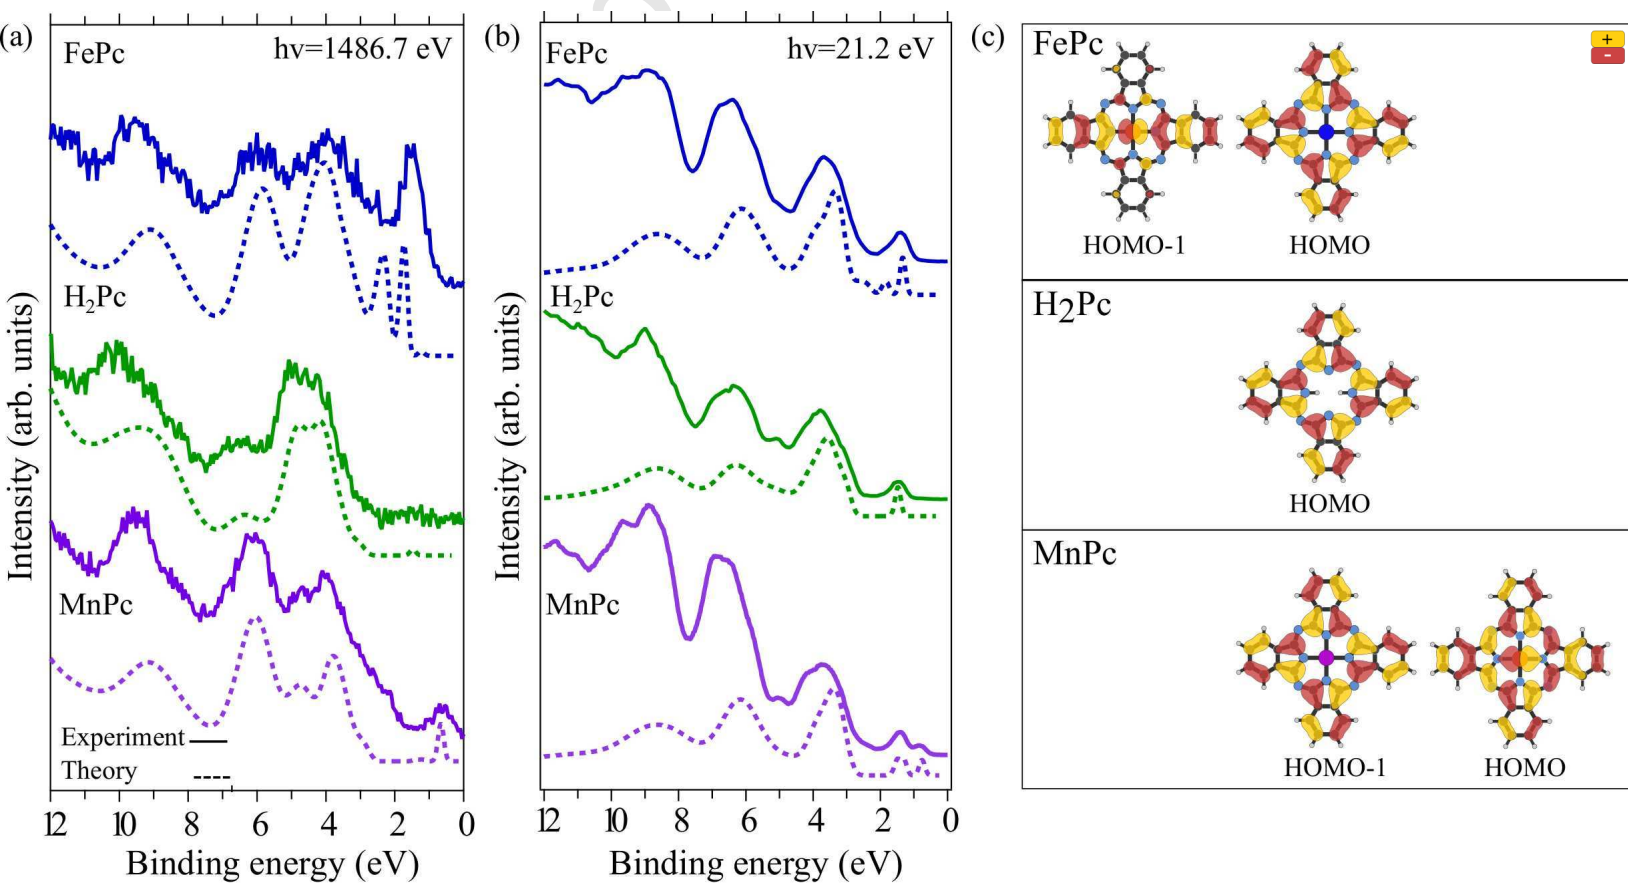 (a)
FePc
hν=1486.7 eV
H₂Pc
MnPc
Experiment
Theory
Intensity (arb. units)
12 10 8 6 4 2 0
Binding energy (eV)
(b)
FePc
hν=21.2 eV
H₂Pc
MnPc
Intensity (arb. units)
12 10 8 6 4 2 0
Binding energy (eV)
(c)
FePc
+
-
HOMO-1
HOMO
H2Pc
HOMO
MnPc
HOMO-1
HOMO